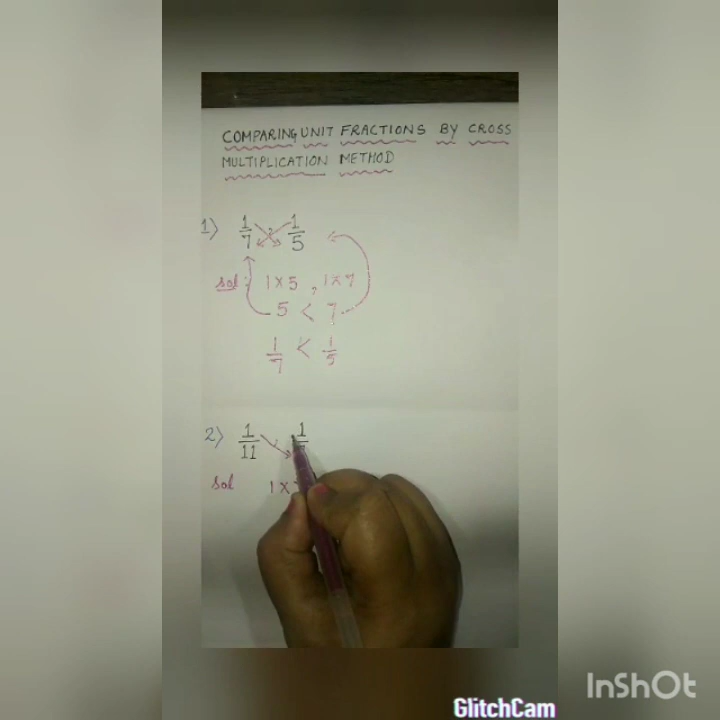 COMPARING UNIT FRACTIONS BY CROSS
MULTIPLICATION METHOD
1) 1/7 , 1/5
sol: 1×5 , 1×7
5 < 7
1/7 < 1/5
2) 1/11 ,
sol 1×
GlitchCam
InShOt